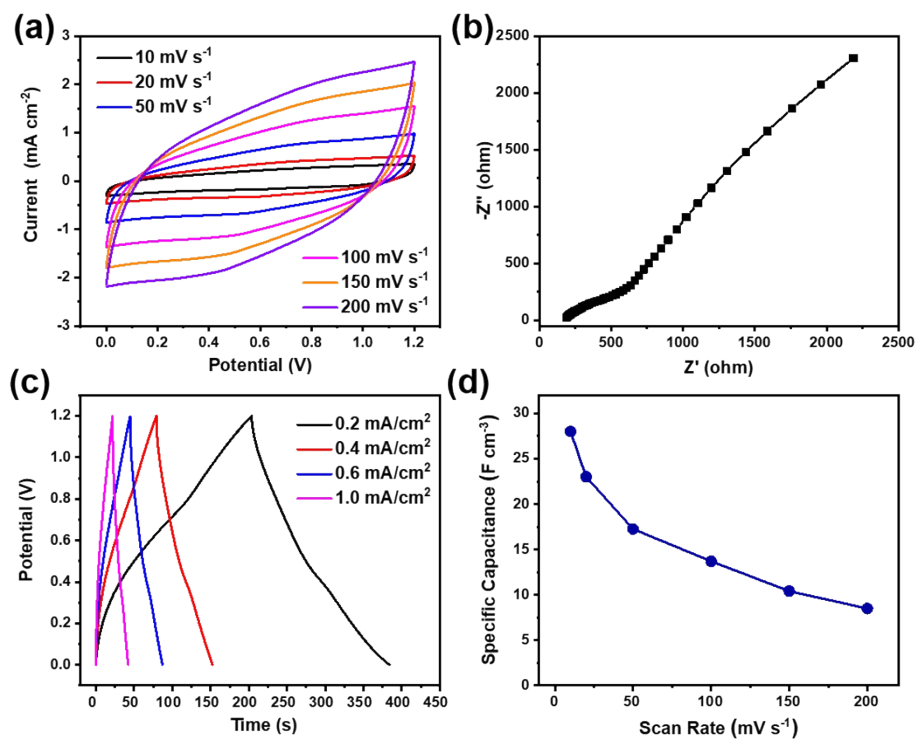 (a)
3
2
1
0
-1
-2
-3
Current (mA cm⁻²)
10 mV s⁻¹
20 mV s⁻¹
50 mV s⁻¹
100 mV s⁻¹
150 mV s⁻¹
200 mV s⁻¹
0.0 0.2 0.4 0.6 0.8 1.0 1.2
Potential (V)
(b)
2500
2000
1500
1000
500
0
-Z'' (ohm)
0 500 1000 1500 2000 2500
Z' (ohm)
(c)
1.2
1.0
0.8
0.6
0.4
0.2
0.0
Potential (V)
0.2 mA/cm²
0.4 mA/cm²
0.6 mA/cm²
1.0 mA/cm²
0 50 100 150 200 250 300 350 400 450
Time (s)
(d)
30
25
20
15
10
5
0
Specific Capacitance (F cm⁻³)
0 50 100 150 200
Scan Rate (mV s⁻¹)